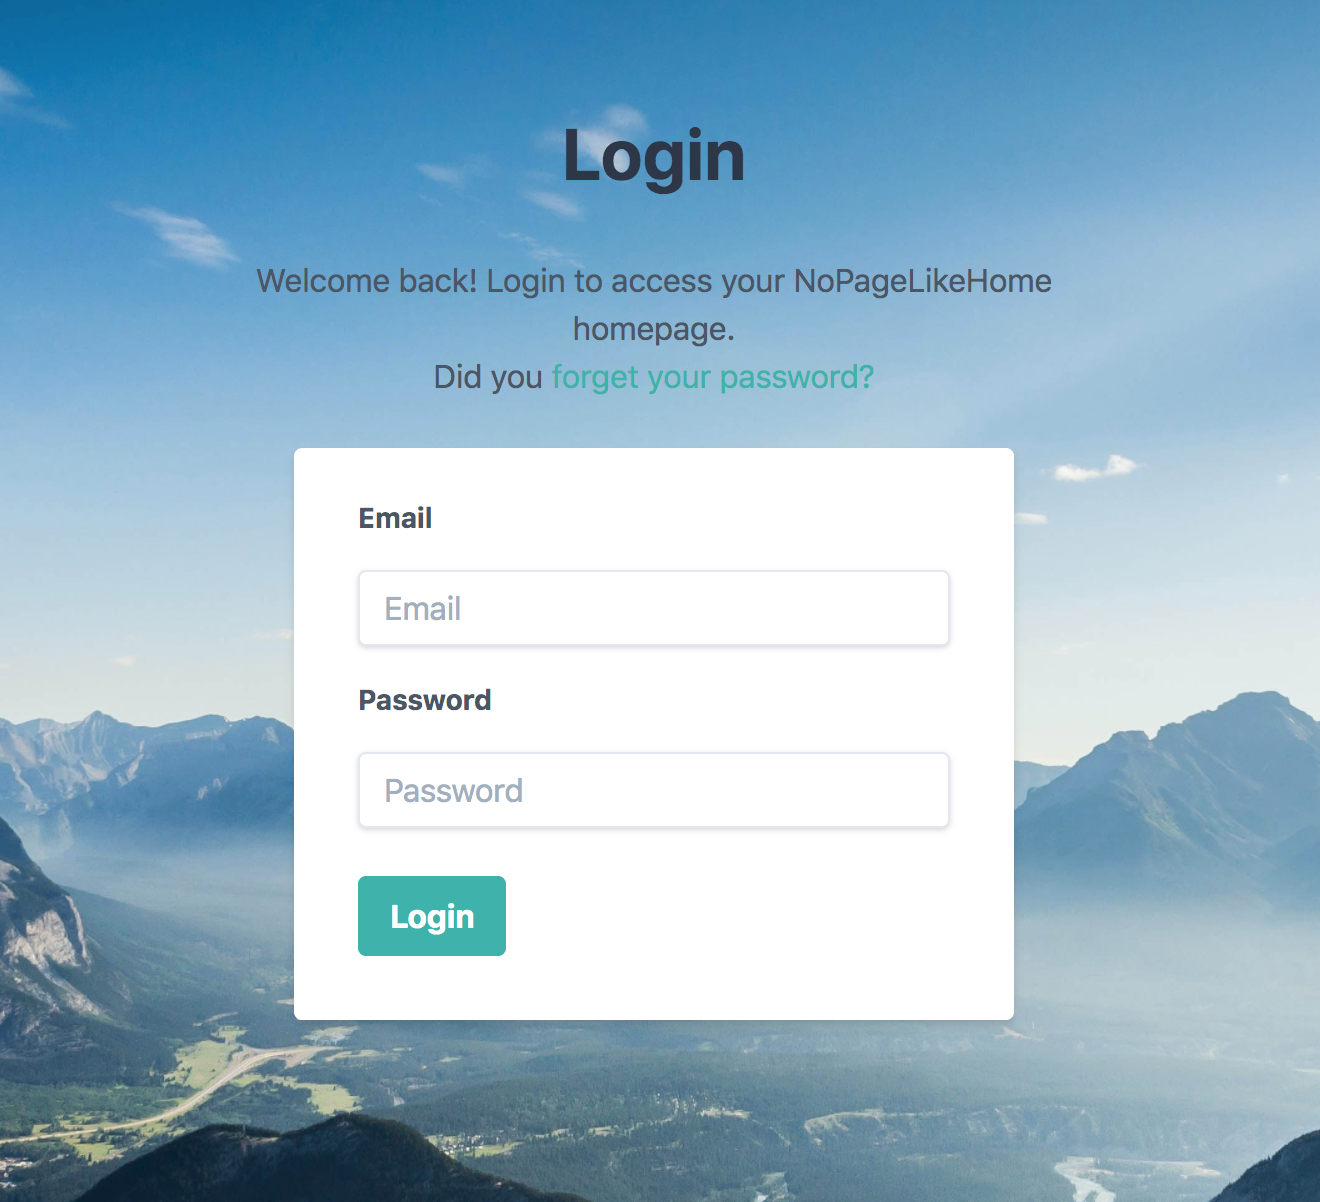 Login
Welcome back! Login to access your NoPageLikeHome
homepage.
Did you forget your password?
Email
Email
Password
Password
Login